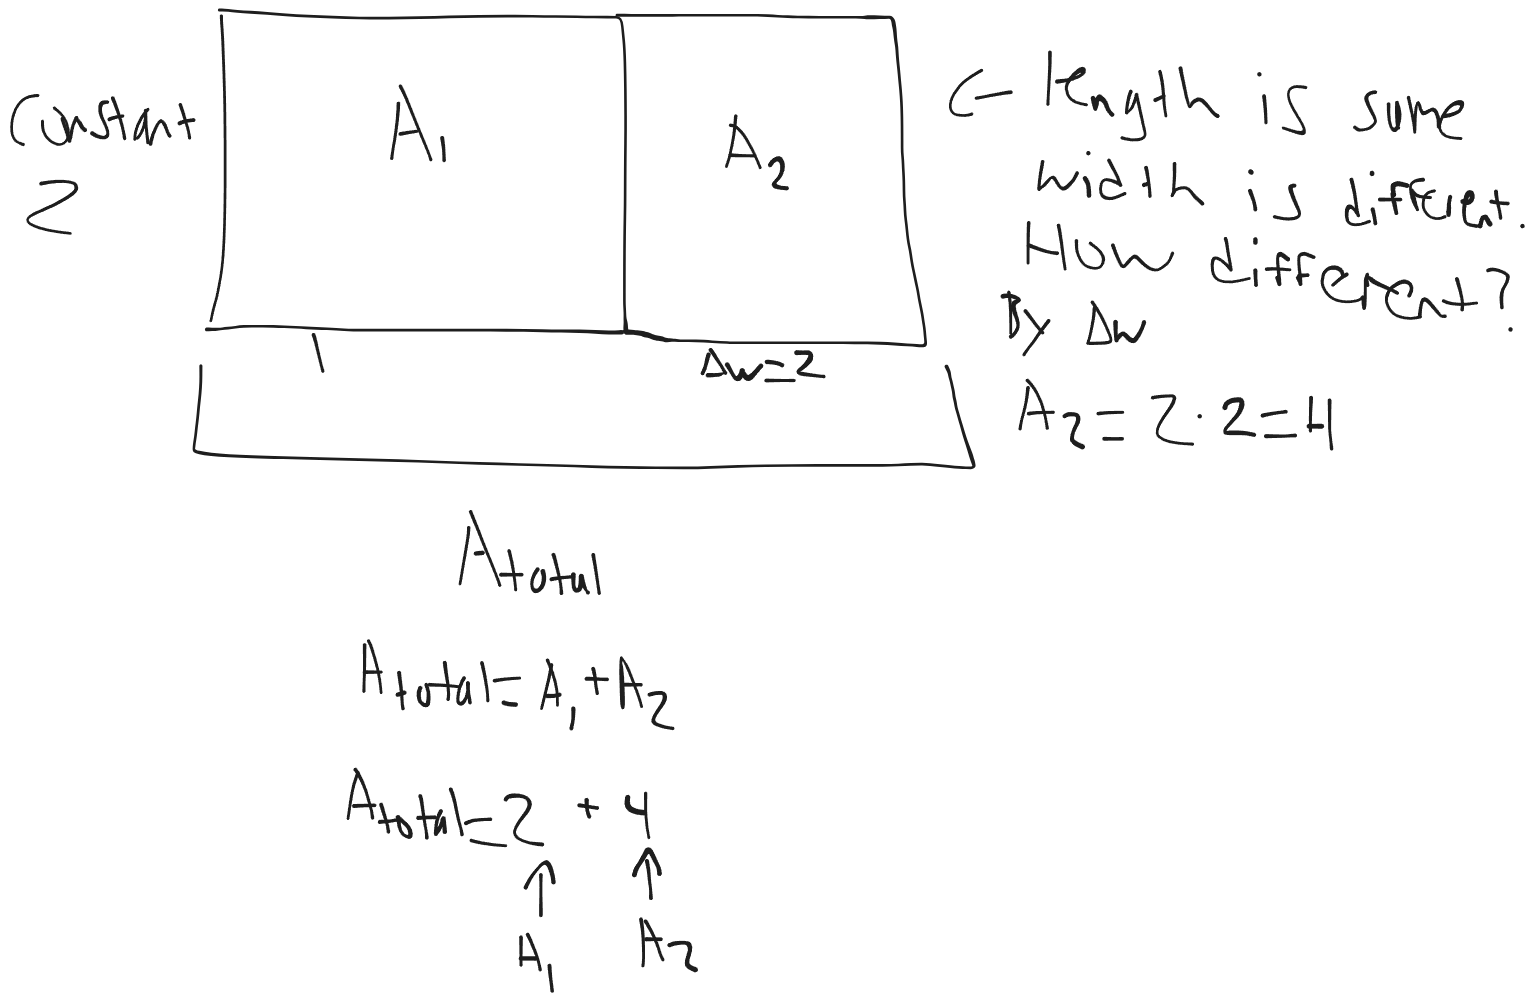 Constant
2
A₁
A₂
1
Δw=2
← length is same
width is different.
How different?
By Δw
A₂=2·2=4
Atotal
Atotal=A₁+A₂
Atotal=2 + 4
↑ ↑
A₁ A₂